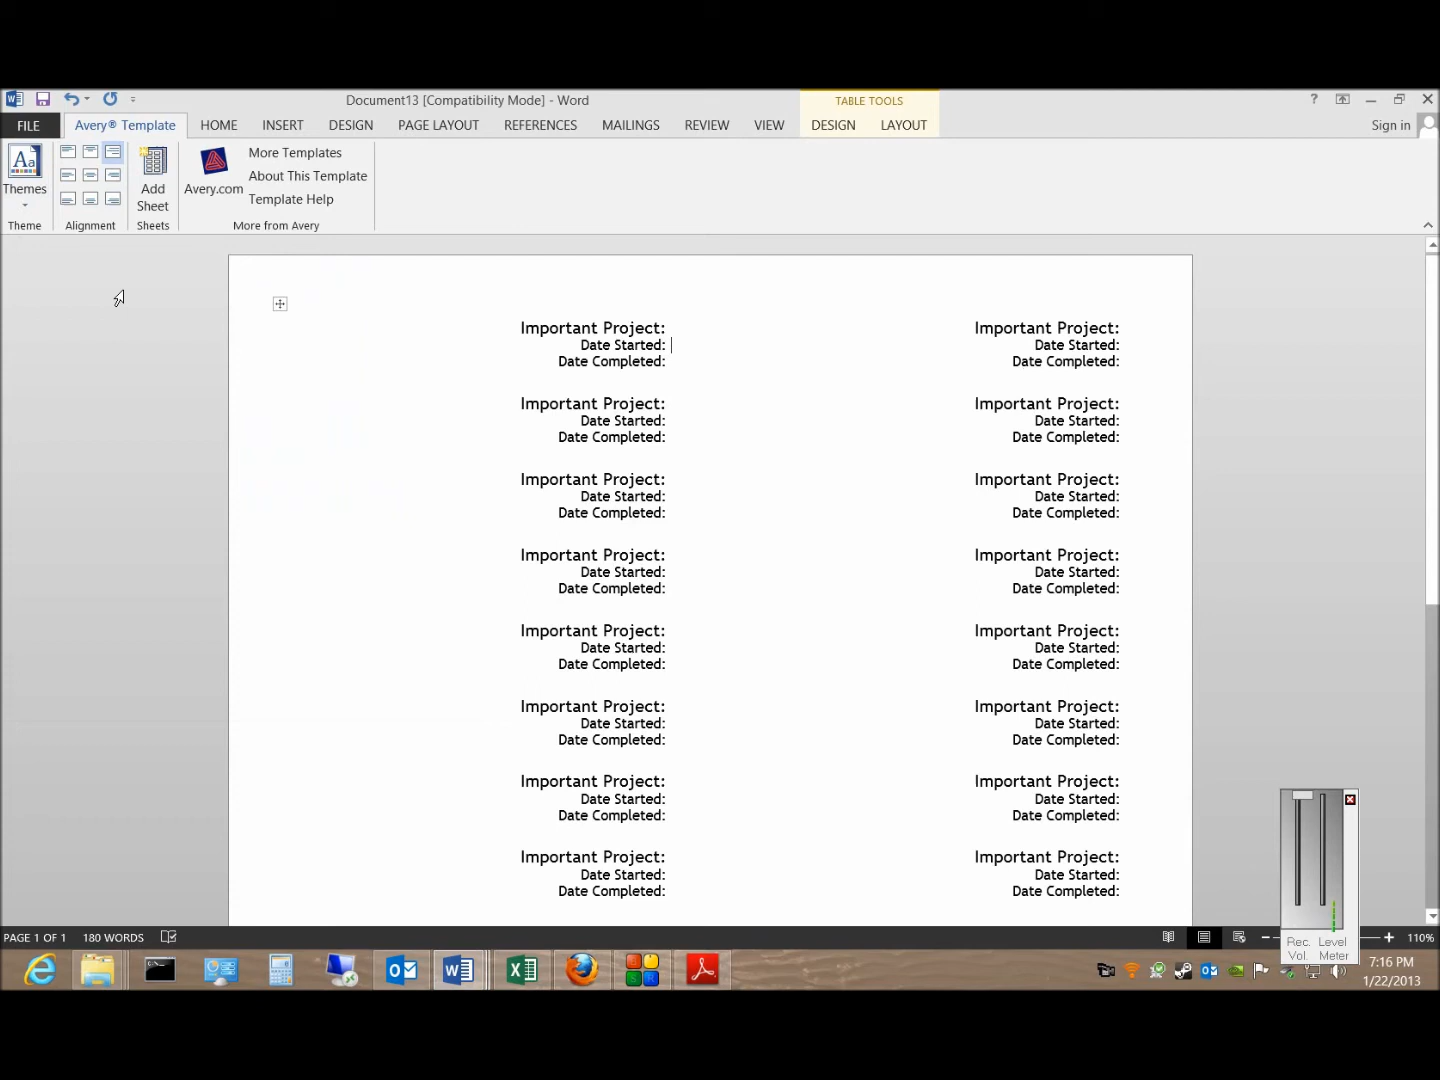 Document13 [Compatibility Mode] - Word
TABLE TOOLS
?
FILE
Avery® Template
HOME
INSERT
DESIGN
PAGE LAYOUT
REFERENCES
MAILINGS
REVIEW
VIEW
DESIGN
LAYOUT
Sign in
Aa
Themes
Add
Sheet
Avery.com
More Templates
About This Template
Template Help
Theme
Alignment
Sheets
More from Avery
Important Project:
Date Started:
Date Completed:
Important Project:
Date Started:
Date Completed:
Important Project:
Date Started:
Date Completed:
Important Project:
Date Started:
Date Completed:
Important Project:
Date Started:
Date Completed:
Important Project:
Date Started:
Date Completed:
Important Project:
Date Started:
Date Completed:
Important Project:
Date Started:
Date Completed:
Important Project:
Date Started:
Date Completed:
Important Project:
Date Started:
Date Completed:
Important Project:
Date Started:
Date Completed:
Important Project:
Date Started:
Date Completed:
Important Project:
Date Started:
Date Completed:
Important Project:
Date Started:
Date Completed:
Important Project:
Date Started:
Date Completed:
Important Project:
Date Started:
Date Completed:
Rec. Level
Vol. Meter
PAGE 1 OF 1
180 WORDS
110%
7:16 PM
1/22/2013